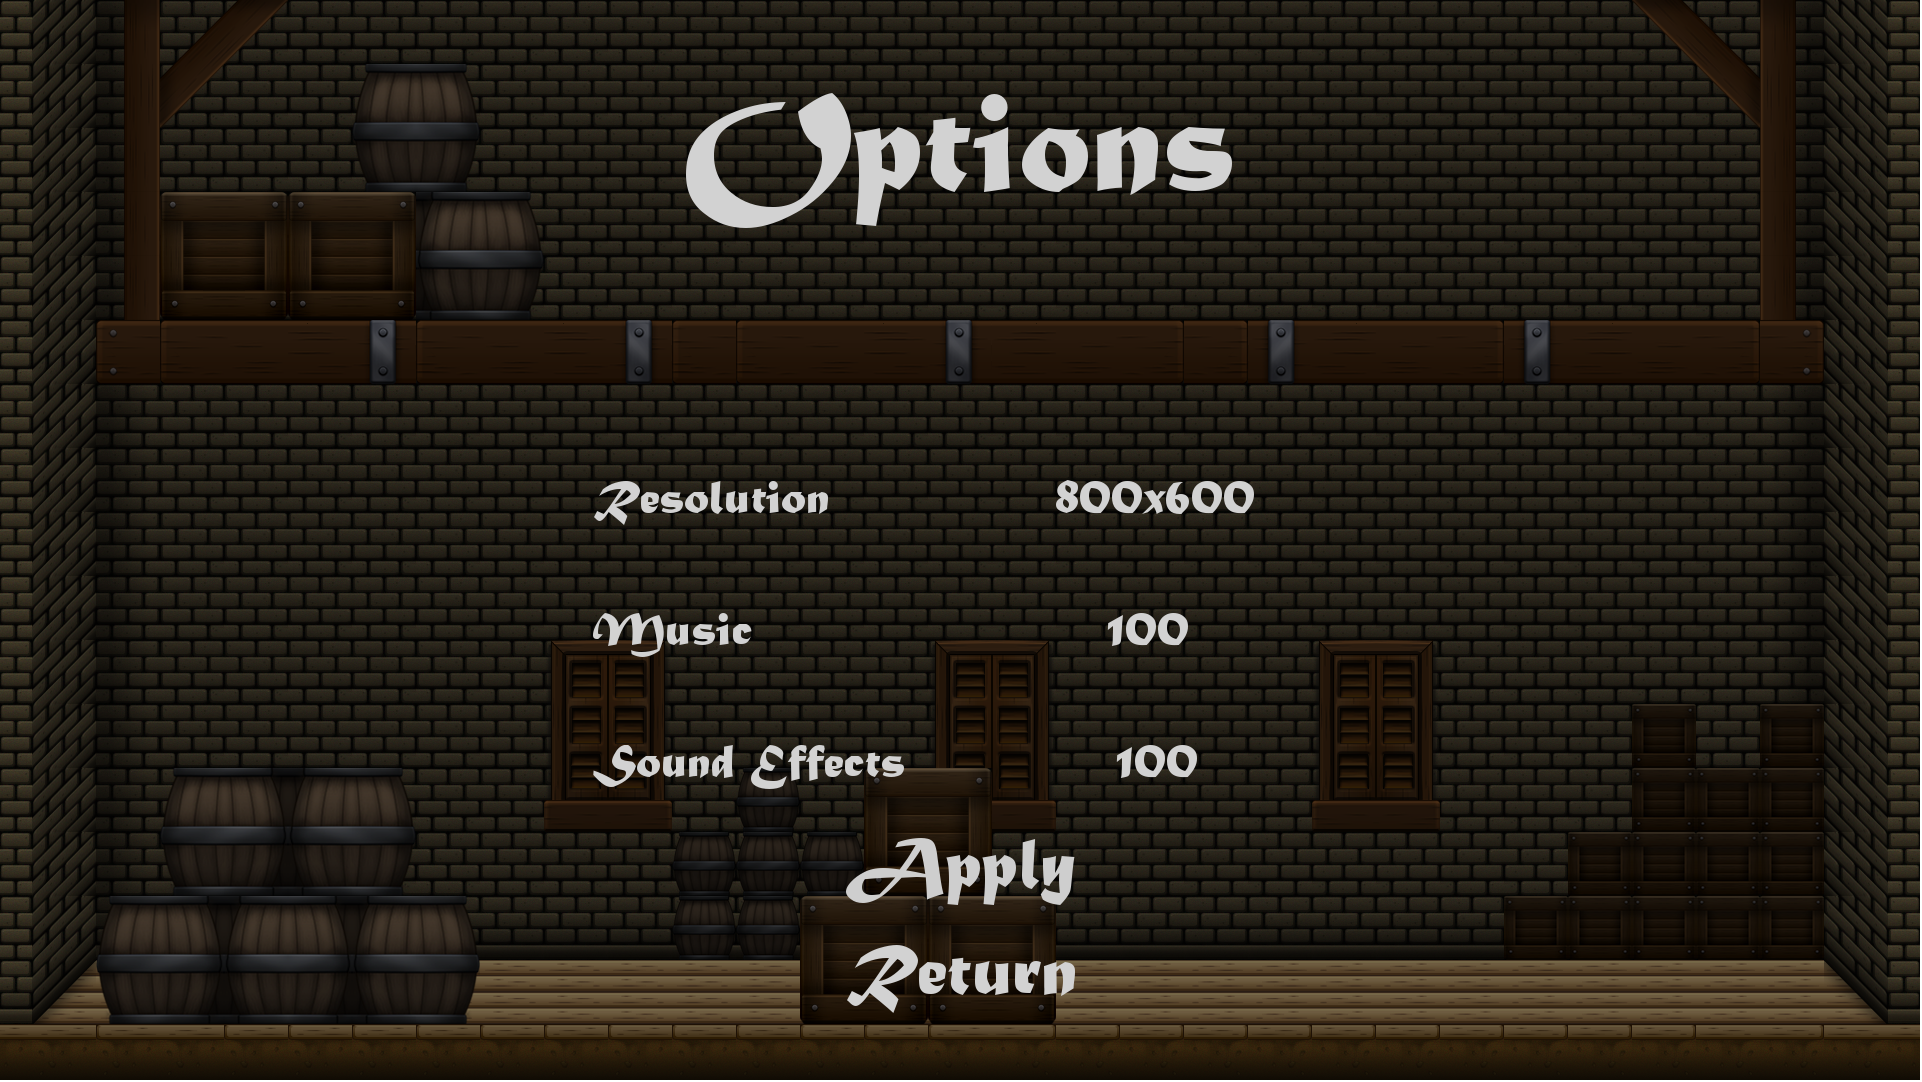 Options
Resolution 800x600
Music 100
Sound Effects 100
Apply
Return